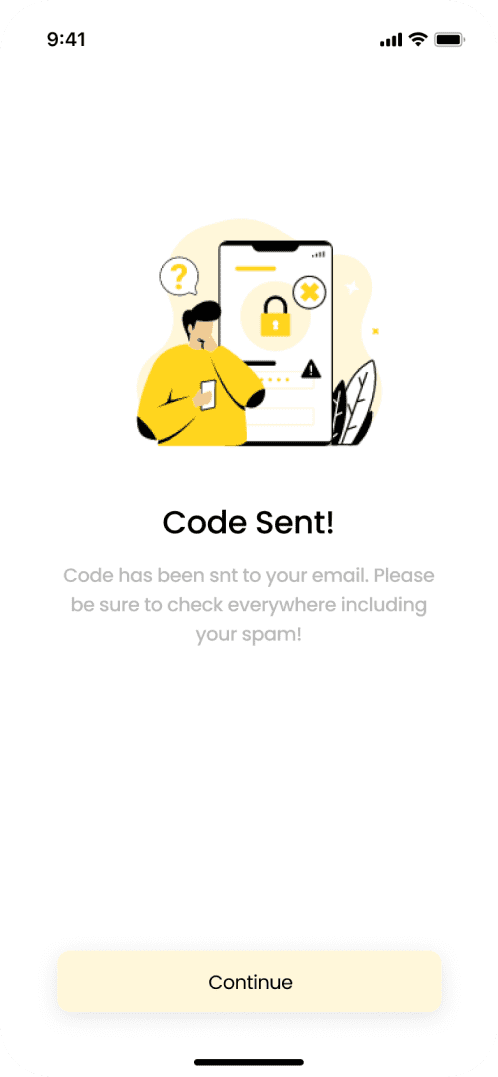 9:41
?
Code Sent!
Code has been snt to your email. Please
be sure to check everywhere including
your spam!
Continue